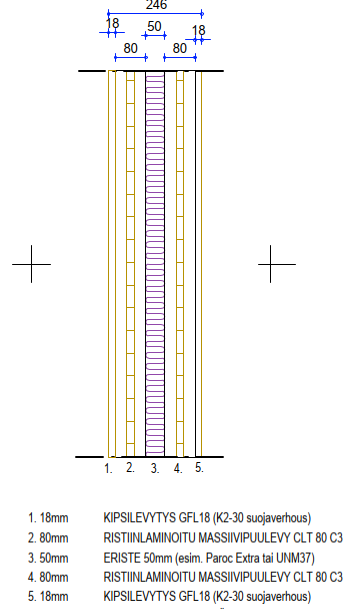 246
18 50 18
80 80
1. 2. 3. 4. 5.
1. 18mm KIPSILEVYTYS GFL18 (K2-30 suojaverhous)
2. 80mm RISTIINLAMINOITU MASSIIVIPUULEVY CLT 80 C3
3. 50mm ERISTE 50mm (esim. Paroc Extra tai UNM37)
4. 80mm RISTIINLAMINOITU MASSIIVIPUULEVY CLT 80 C3
5. 18mm KIPSILEVYTYS GFL18 (K2-30 suojaverhous)